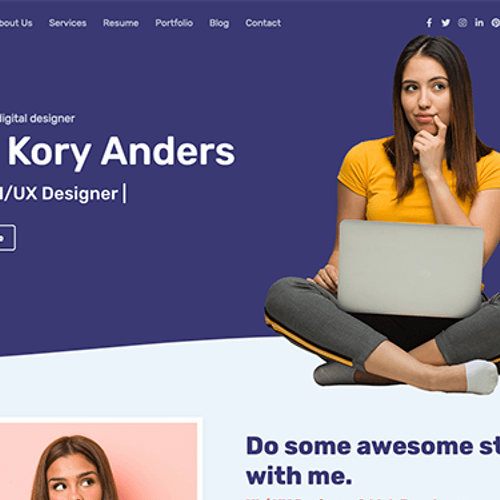 bout Us Services Resume Portfolio Blog Contact
digital designer
Kory Anders
I/UX Designer |
Do some awesome st
with me.